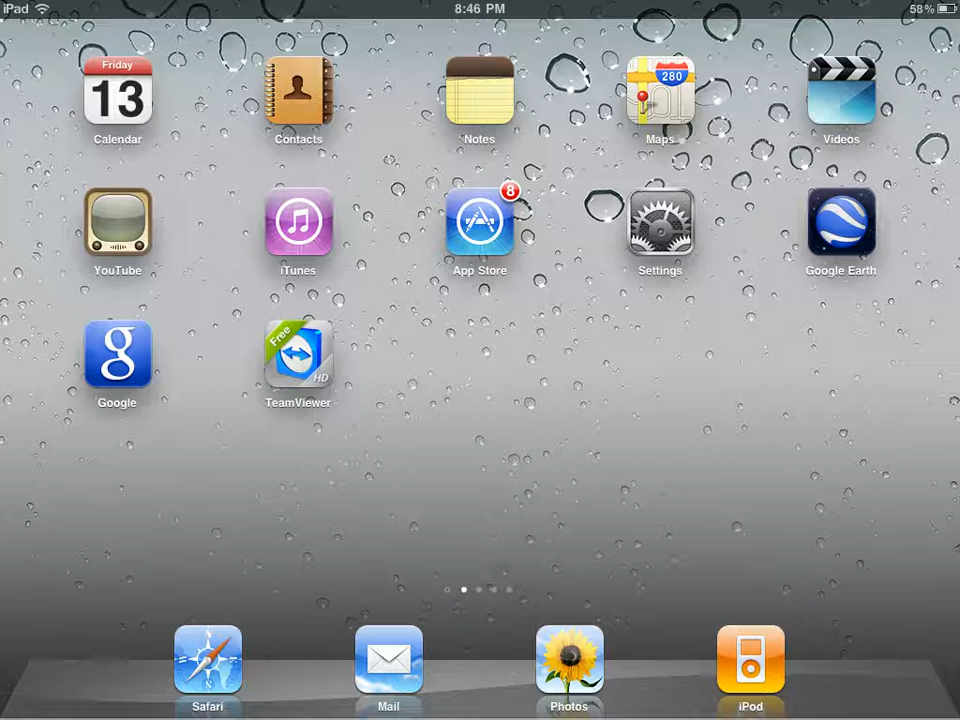 iPad 8:46 PM 58%
Friday
13
280
Calendar Contacts Notes Maps Videos
8
YouTube iTunes App Store Settings Google Earth
Free
g
HD
Google TeamViewer
Safari Mail Photos iPod